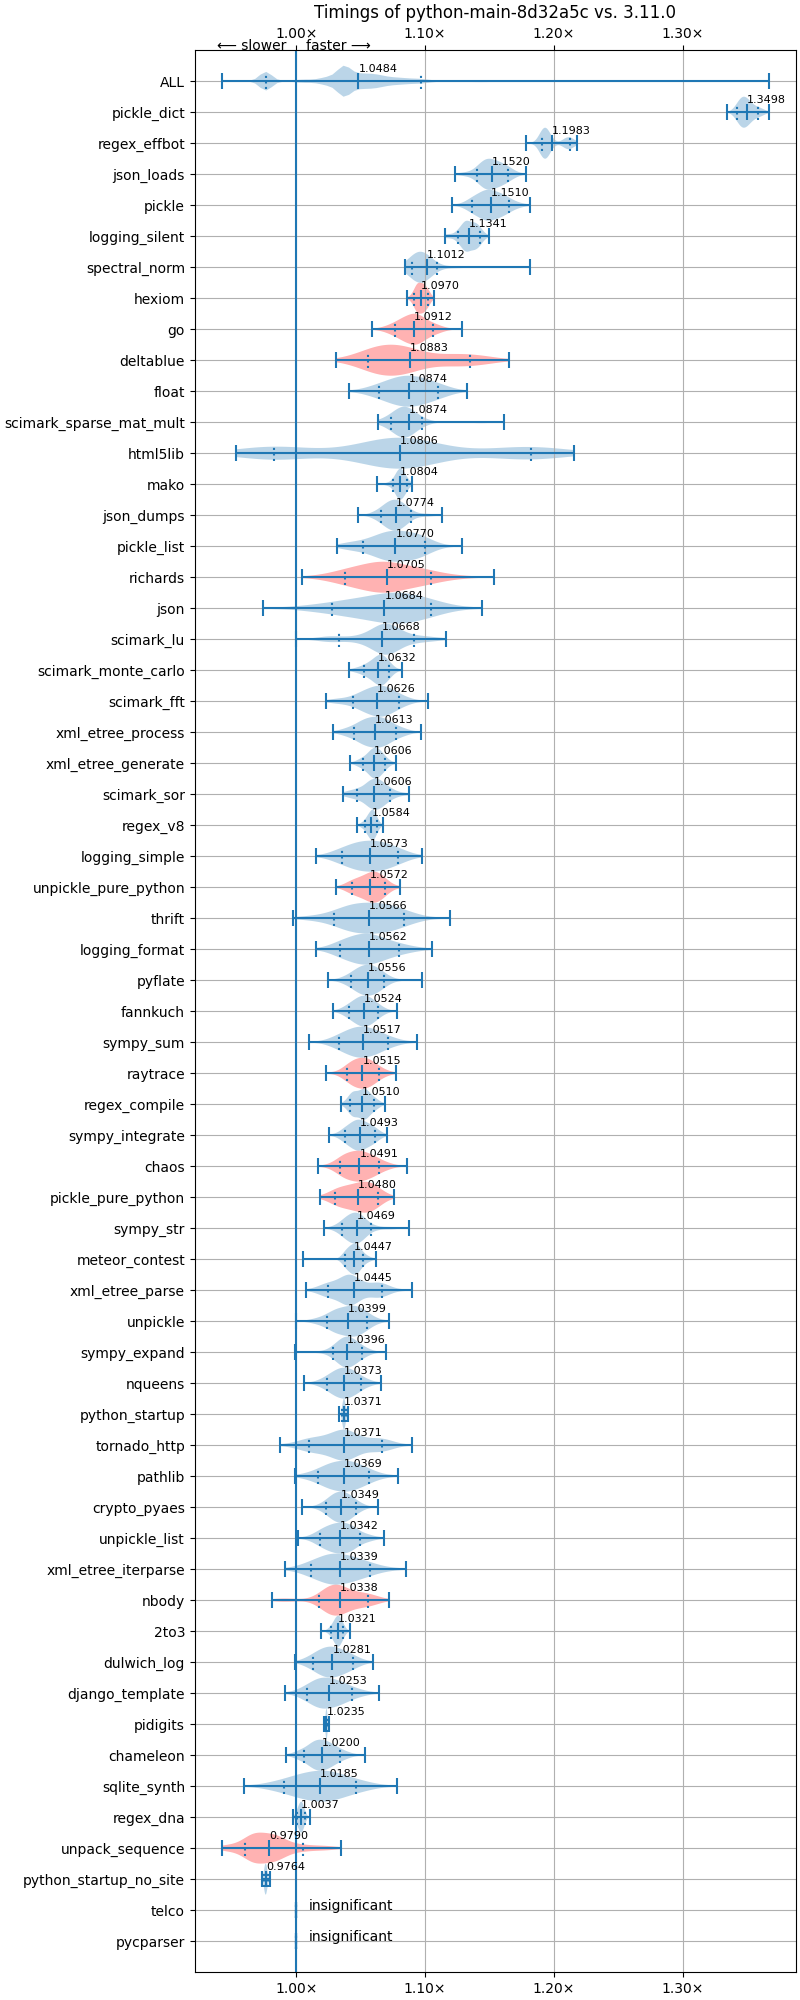 Timings of python-main-8d32a5c vs. 3.11.0
1.00× 1.10× 1.20× 1.30×
⟵ slower faster ⟶
ALL 1.0484
pickle_dict 1.3498
regex_effbot 1.1983
json_loads 1.1520
pickle 1.1510
logging_silent 1.1341
spectral_norm 1.1012
hexiom 1.0970
go 1.0912
deltablue 1.0883
float 1.0874
scimark_sparse_mat_mult 1.0874
html5lib 1.0806
mako 1.0804
json_dumps 1.0774
pickle_list 1.0770
richards 1.0705
json 1.0684
scimark_lu 1.0668
scimark_monte_carlo 1.0632
scimark_fft 1.0626
xml_etree_process 1.0613
xml_etree_generate 1.0606
scimark_sor 1.0606
regex_v8 1.0584
logging_simple 1.0573
unpickle_pure_python 1.0572
thrift 1.0566
logging_format 1.0562
pyflate 1.0556
fannkuch 1.0524
sympy_sum 1.0517
raytrace 1.0515
regex_compile 1.0510
sympy_integrate 1.0493
chaos 1.0491
pickle_pure_python 1.0480
sympy_str 1.0469
meteor_contest 1.0447
xml_etree_parse 1.0445
unpickle 1.0399
sympy_expand 1.0396
nqueens 1.0373
python_startup 1.0371
tornado_http 1.0371
pathlib 1.0369
crypto_pyaes 1.0349
unpickle_list 1.0342
xml_etree_iterparse 1.0339
nbody 1.0338
2to3 1.0321
dulwich_log 1.0281
django_template 1.0253
pidigits 1.0235
chameleon 1.0200
sqlite_synth 1.0185
regex_dna 1.0037
unpack_sequence 0.9790
python_startup_no_site 0.9764
telco insignificant
pycparser insignificant
1.00× 1.10× 1.20× 1.30×